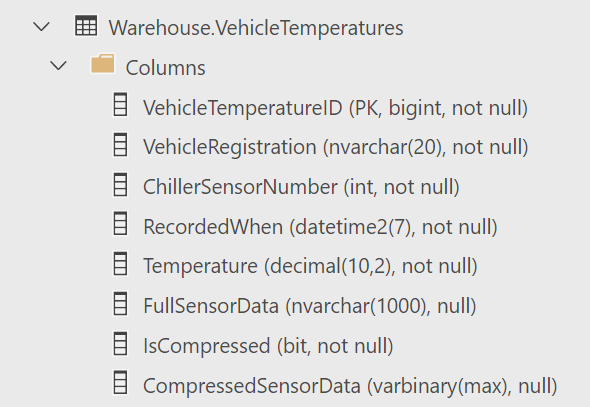 Warehouse.VehicleTemperatures
Columns
VehicleTemperatureID (PK, bigint, not null)
VehicleRegistration (nvarchar(20), not null)
ChillerSensorNumber (int, not null)
RecordedWhen (datetime2(7), not null)
Temperature (decimal(10,2), not null)
FullSensorData (nvarchar(1000), null)
IsCompressed (bit, not null)
CompressedSensorData (varbinary(max), null)